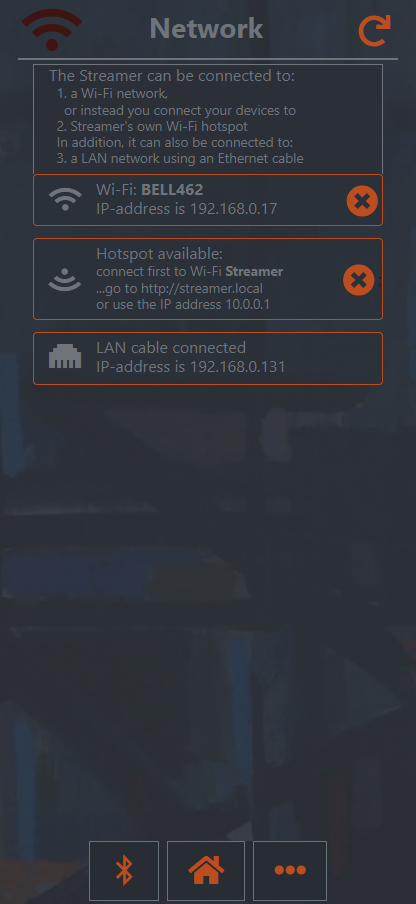 Network
The Streamer can be connected to:
1. a Wi-Fi network,
or instead you connect your devices to
2. Streamer's own Wi-Fi hotspot
In addition, it can also be connected to:
3. a LAN network using an Ethernet cable
Wi-Fi: BELL462
IP-address is 192.168.0.17
Hotspot available:
connect first to Wi-Fi Streamer
...go to http://streamer.local
or use the IP address 10.0.0.1
LAN cable connected
IP-address is 192.168.0.131